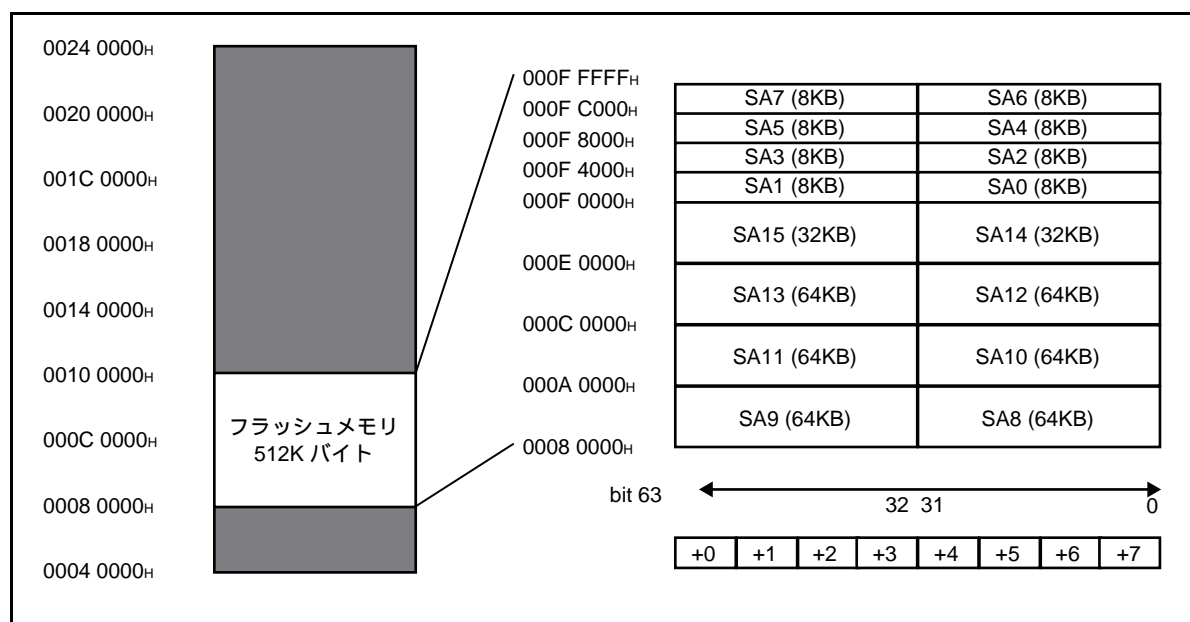 0024 0000H
0020 0000H
001C 0000H
0018 0000H
0014 0000H
0010 0000H
000C 0000H
0008 0000H
0004 0000H
フラッシュメモリ
512K バイト
000F FFFFH
000F C000H
000F 8000H
000F 4000H
000F 0000H
000E 0000H
000C 0000H
000A 0000H
0008 0000H
SA7 (8KB) SA6 (8KB)
SA5 (8KB) SA4 (8KB)
SA3 (8KB) SA2 (8KB)
SA1 (8KB) SA0 (8KB)
SA15 (32KB) SA14 (32KB)
SA13 (64KB) SA12 (64KB)
SA11 (64KB) SA10 (64KB)
SA9 (64KB) SA8 (64KB)
bit 63 32 31 0
+0 +1 +2 +3 +4 +5 +6 +7